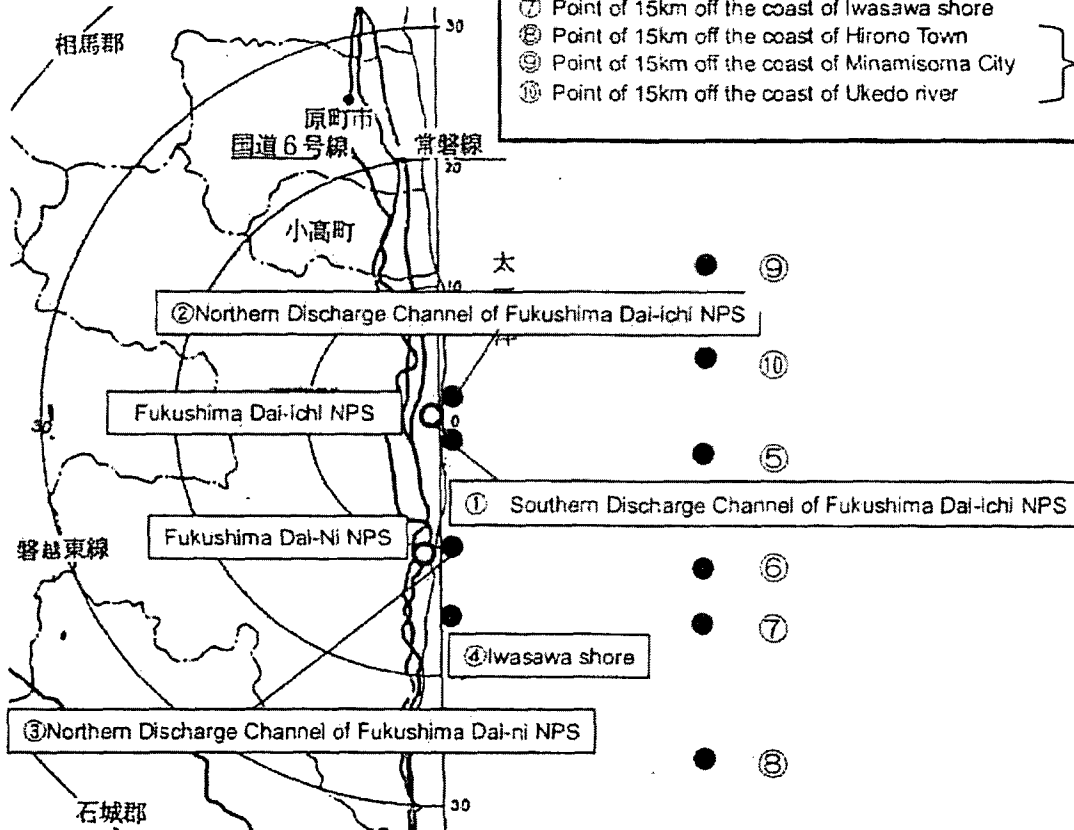 ⑦ Point of 15km off the coast of Iwasawa shore
⑧ Point of 15km off the coast of Hirono Town
⑨ Point of 15km off the coast of Minamisoma City
⑩ Point of 15km off the coast of Ukedo river
30
相馬郡
原町市
国道6号線
常磐線
20
小高町
太
⑨
10
②Northern Discharge Channel of Fukushima Dai-ichi NPS
⑩
Fukushima Dai-ichi NPS
30
0
⑤
① Southern Discharge Channel of Fukushima Dai-ichi NPS
Fukushima Dai-Ni NPS
磐越東線
⑥
⑦
④Iwasawa shore
③Northern Discharge Channel of Fukushima Dai-ni NPS
⑧
石城郡
30